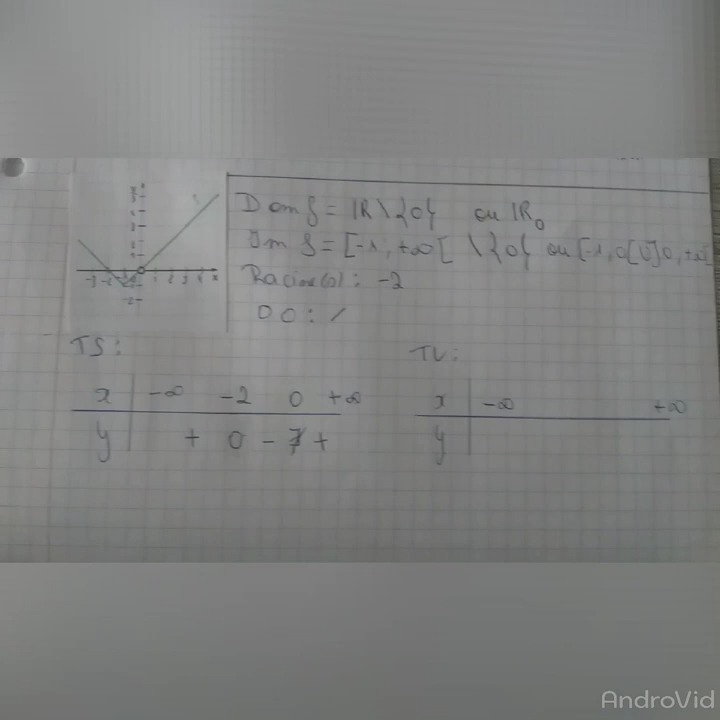 Dom f = ℝ \ {0} ou ℝ₀
Im f = [-1, +∞[ \ {0} ou [-1, 0[ U ]0, +∞[
Racine(s) : -2
OO : /
TS :
TV :
x | -∞ -2 0 +∞
y | + 0 - ∄ +
x | -∞ +∞
y |
AndroVid